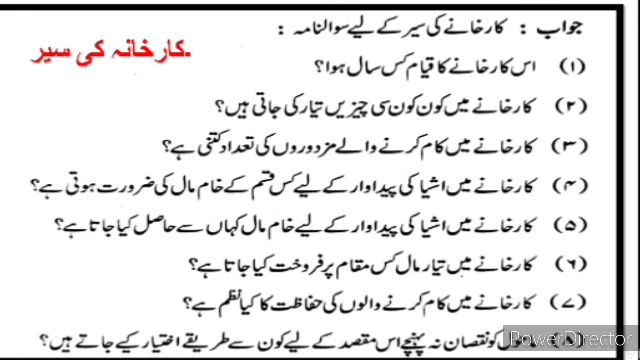 جواب : کارخانے کی سیر کے لیے سوالنامہ :
کارخانہ کی سیر۔
(۱) اس کارخانے کا قیام کس سال ہوا؟
(۲) کارخانے میں کون کون سی چیزیں تیار کی جاتی ہیں؟
(۳) کارخانے میں کام کرنے والے مزدوروں کی تعداد کتنی ہے؟
(۴) کارخانے میں اشیا کی پیداوار کے لیے کس قسم کے خام مال کی ضرورت ہوتی ہے؟
(۵) کارخانے میں اشیا کی پیداوار کے لیے خام مال کہاں سے حاصل کیا جاتا ہے؟
(۶) کارخانے میں تیار مال کس مقام پر فروخت کیا جاتا ہے؟
(۷) کارخانے میں کام کرنے والوں کی حفاظت کا کیا نظم ہے؟
کو نقصان نہ پہنچے اس مقصد کے لیے کون سے طریقے اختیار کیے جاتے ہیں؟
PowerDirector